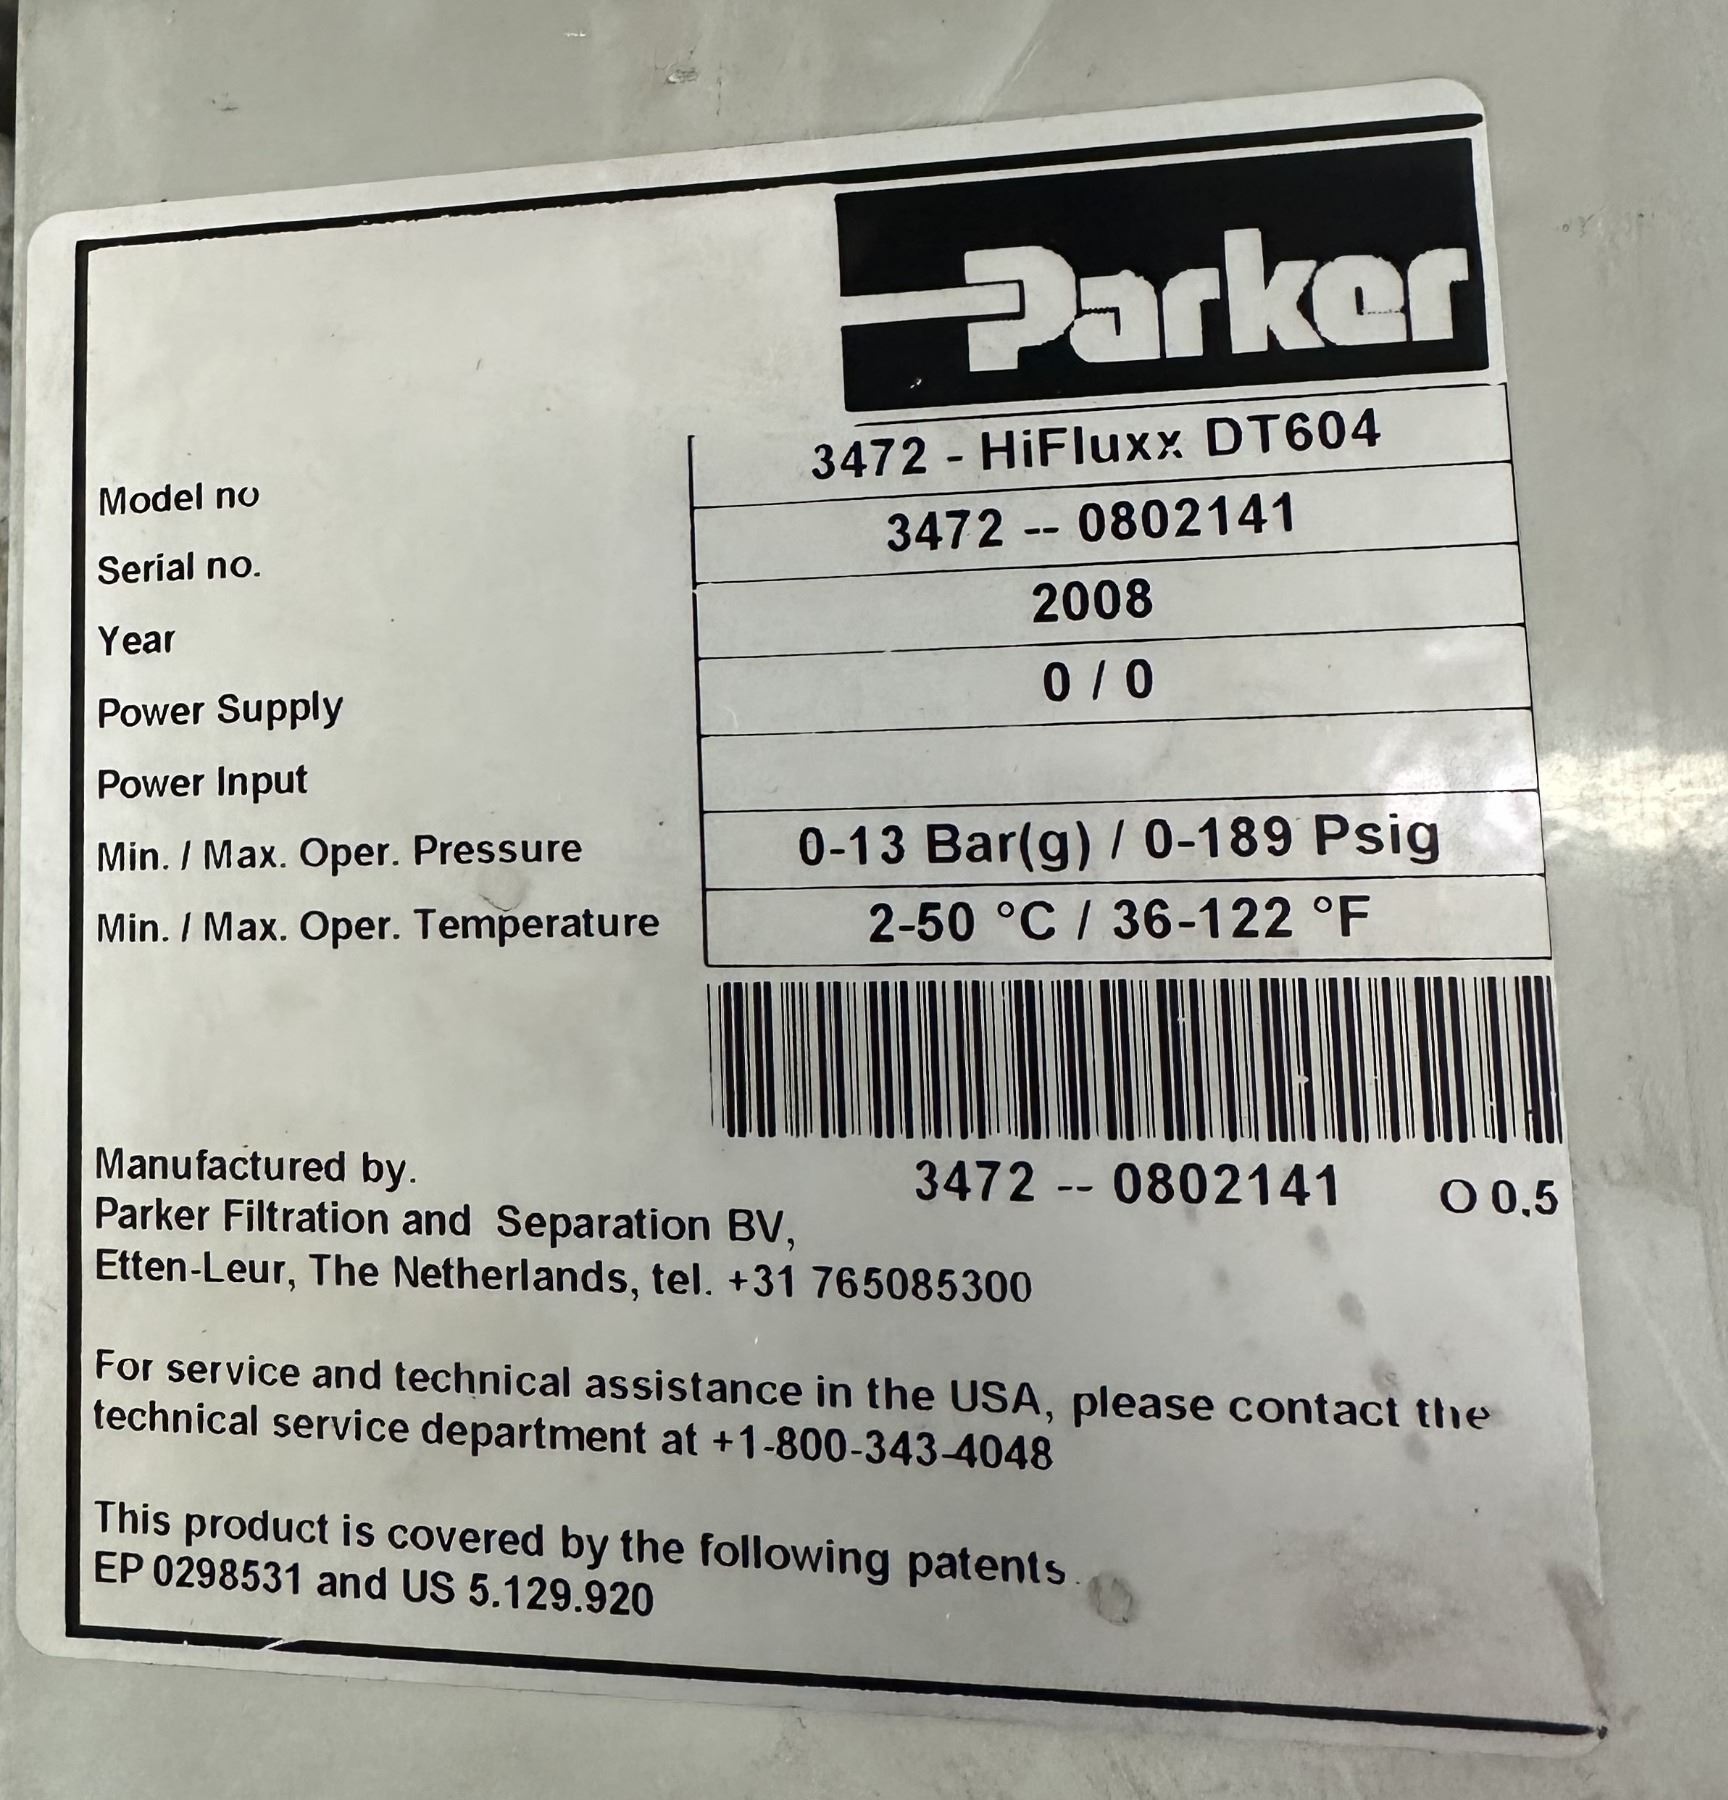 Parker
Model no 3472 - HiFluxx DT604
Serial no. 3472 -- 0802141
Year 2008
Power Supply 0 / 0
Power Input
Min. / Max. Oper. Pressure 0-13 Bar(g) / 0-189 Psig
Min. / Max. Oper. Temperature 2-50 °C / 36-122 °F
3472 -- 0802141 O 0.5
Manufactured by.
Parker Filtration and Separation BV,
Etten-Leur, The Netherlands, tel. +31 765085300
For service and technical assistance in the USA, please contact the
technical service department at +1-800-343-4048
This product is covered by the following patents.
EP 0298531 and US 5.129.920